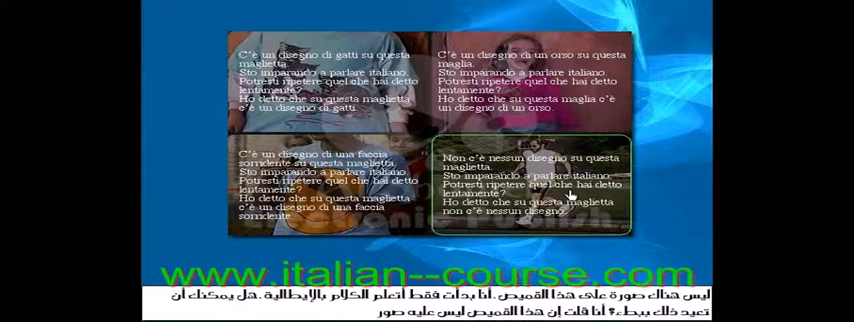 C'è un disegno di gatti su questa
maglietta.
Sto imparando a parlare italiano.
Potresti ripetere quel che hai detto
lentamente?
Ho detto che su questa maglietta
c'è un disegno di gatti.
C'è un disegno di un orso su questa
maglia.
Sto imparando a parlare italiano.
Potresti ripetere quel che hai detto
lentamente?
Ho detto che su questa maglia c'è
un disegno di un orso.
C'è un disegno di una faccia
sorridente su questa maglietta.
Sto imparando a parlare italiano.
Potresti ripetere quel che hai detto
lentamente?
Ho detto che su questa maglietta
c'è un disegno di una faccia
sorridente
Non c'è nessun disegno su questa
maglietta.
Sto imparando a parlare italiano.
Potresti ripetere quel che hai detto
lentamente?
Ho detto che su questa maglietta
non c'è nessun disegno.
www.italian--course.com
ليس هناك صورة على هذا القميص .أنا بدأت فقط أتعلم الكلام بالإيطالية .هل يمكنك أن
تعيد ذلك ببطء؟ أنا قلت إن هذا القميص ليس عليه صور